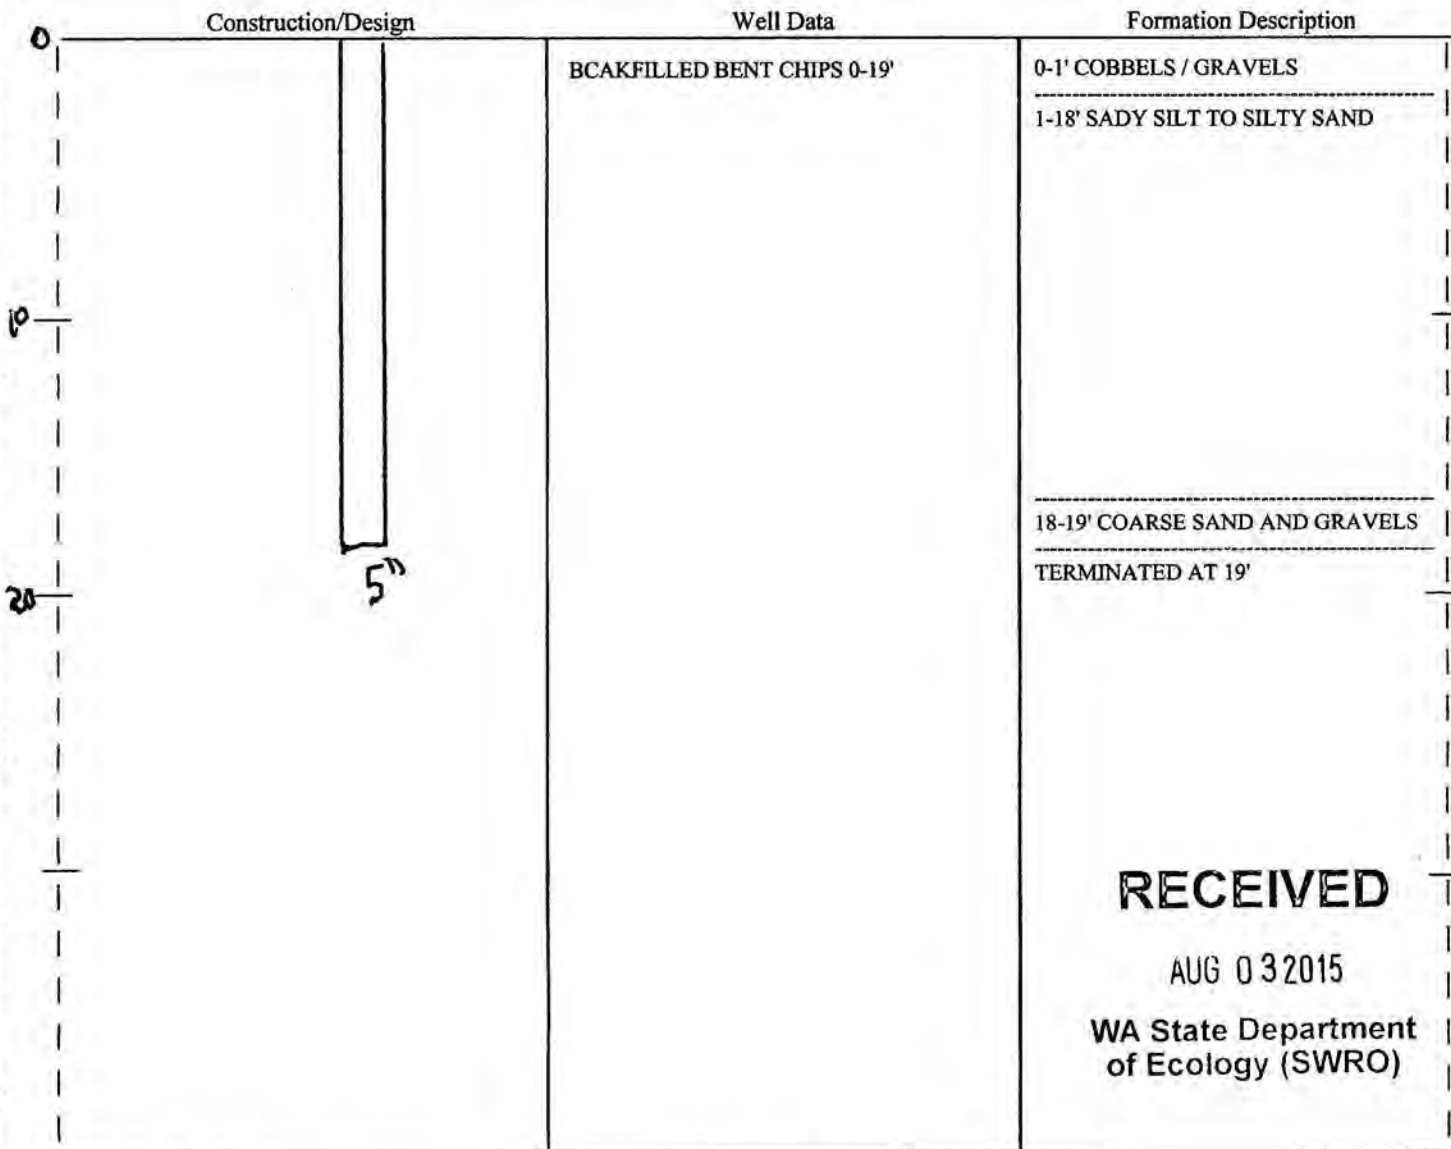 Construction/Design
Well Data
Formation Description
0
10
20
5"
BCAKFILLED BENT CHIPS 0-19'
0-1' COBBELS / GRAVELS
1-18' SADY SILT TO SILTY SAND
18-19' COARSE SAND AND GRAVELS
TERMINATED AT 19'
RECEIVED
AUG 03 2015
WA State Department
of Ecology (SWRO)